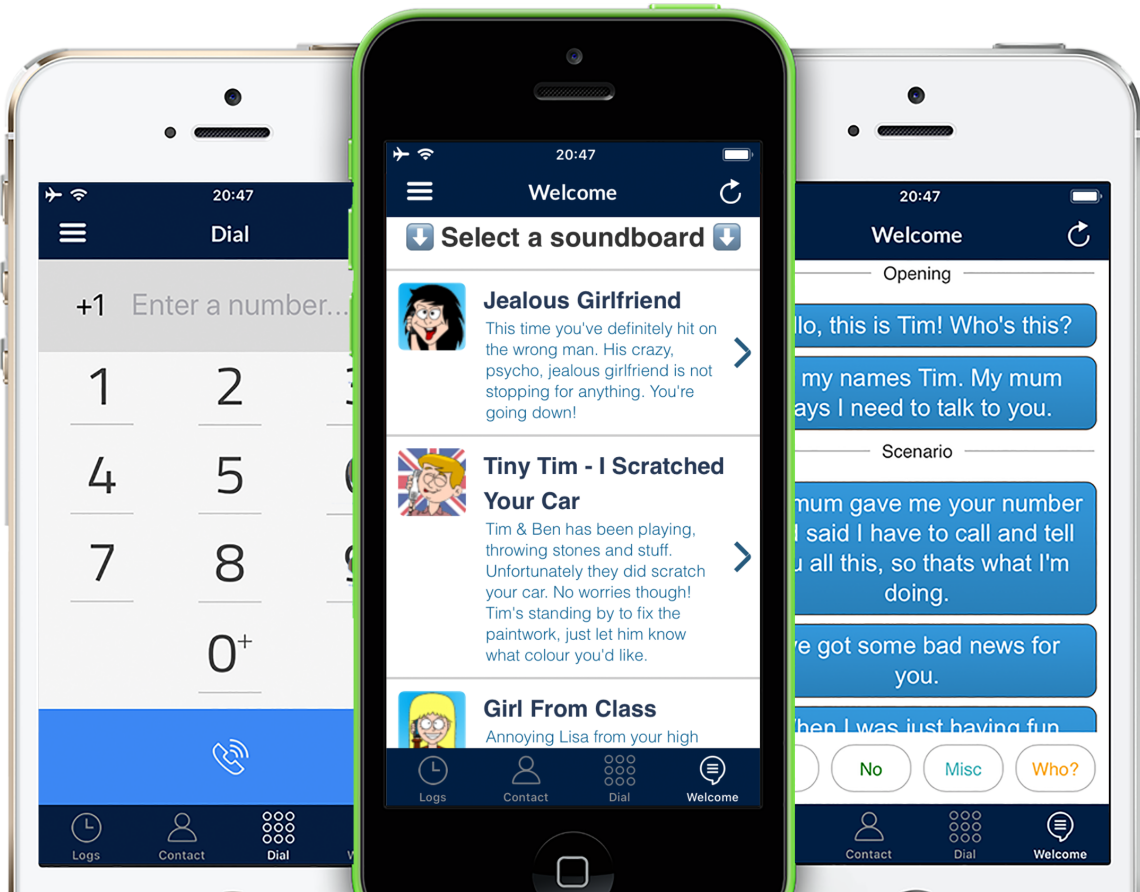 20:47
Dial
+1 Enter a number...
1 2
4 5
7 8
0+
Logs Contact Dial
20:47
Welcome
Select a soundboard
Jealous Girlfriend
This time you've definitely hit on
the wrong man. His crazy,
psycho, jealous girlfriend is not
stopping for anything. You're
going down!
Tiny Tim - I Scratched
Your Car
Tim & Ben has been playing,
throwing stones and stuff.
Unfortunately they did scratch
your car. No worries though!
Tim's standing by to fix the
paintwork, just let him know
what colour you'd like.
Girl From Class
Annoying Lisa from your high
Logs Contact Dial Welcome
20:47
Welcome
Opening
this is Tim! Who's this?
my names Tim. My mum
I need to talk to you.
Scenario
mum gave me your number
said I have to call and tell
all this, so thats what I'm
doing.
got some bad news for
you.
I was just having fun
No Misc Who?
Contact Dial Welcome